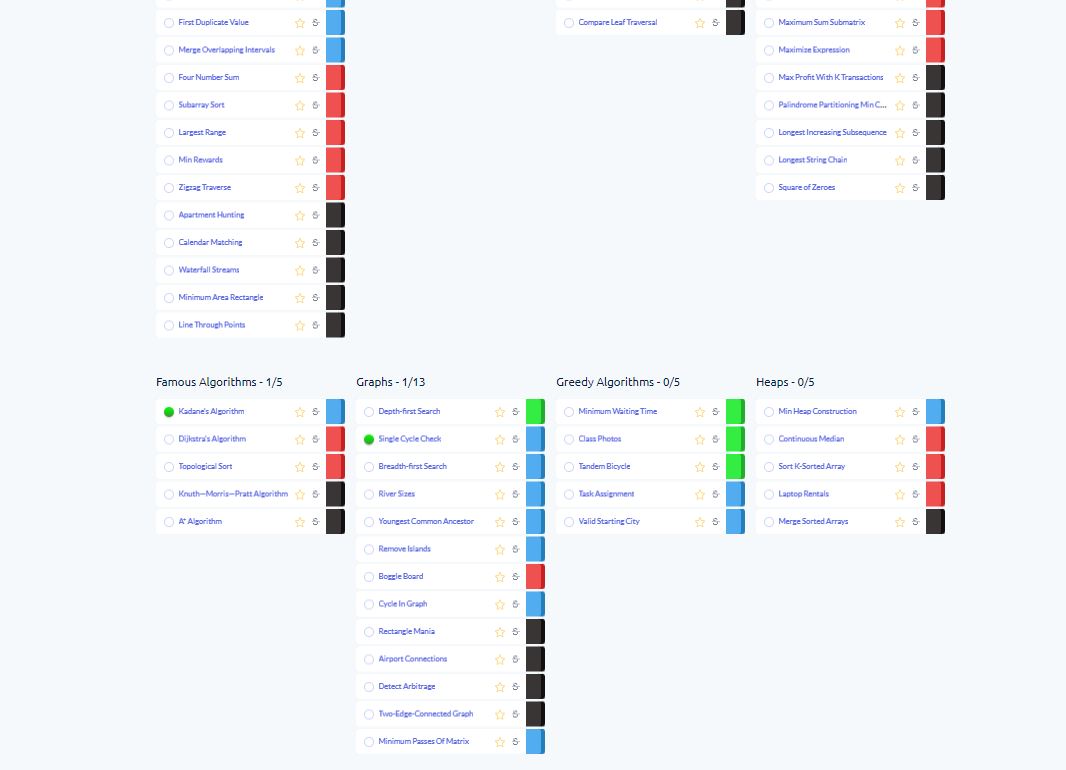 First Duplicate Value
Merge Overlapping Intervals
Four Number Sum
Subarray Sort
Largest Range
Min Rewards
Zigzag Traverse
Apartment Hunting
Calendar Matching
Waterfall Streams
Minimum Area Rectangle
Line Through Points
Compare Leaf Traversal
Maximum Sum Submatrix
Maximize Expression
Max Profit With K Transactions
Palindrome Partitioning Min C...
Longest Increasing Subsequence
Longest String Chain
Square of Zeroes
Famous Algorithms - 1/5
Kadane's Algorithm
Dijkstra's Algorithm
Topological Sort
Knuth—Morris—Pratt Algorithm
A* Algorithm
Graphs - 1/13
Depth-first Search
Single Cycle Check
Breadth-first Search
River Sizes
Youngest Common Ancestor
Remove Islands
Boggle Board
Cycle In Graph
Rectangle Mania
Airport Connections
Detect Arbitrage
Two-Edge-Connected Graph
Minimum Passes Of Matrix
Greedy Algorithms - 0/5
Minimum Waiting Time
Class Photos
Tandem Bicycle
Task Assignment
Valid Starting City
Heaps - 0/5
Min Heap Construction
Continuous Median
Sort K-Sorted Array
Laptop Rentals
Merge Sorted Arrays